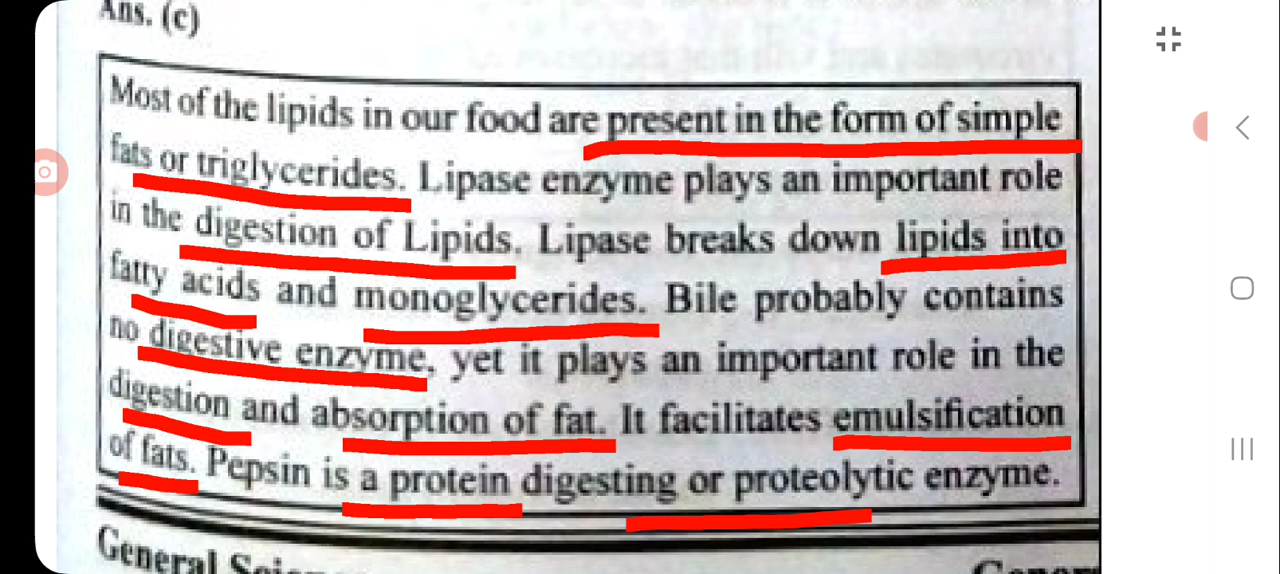 Ans. (c)
Most of the lipids in our food are present in the form of simple
fats or triglycerides. Lipase enzyme plays an important role
in the digestion of Lipids. Lipase breaks down lipids into
fatty acids and monoglycerides. Bile probably contains
no digestive enzyme, yet it plays an important role in the
digestion and absorption of fat. It facilitates emulsification
of fats. Pepsin is a protein digesting or proteolytic enzyme.
General